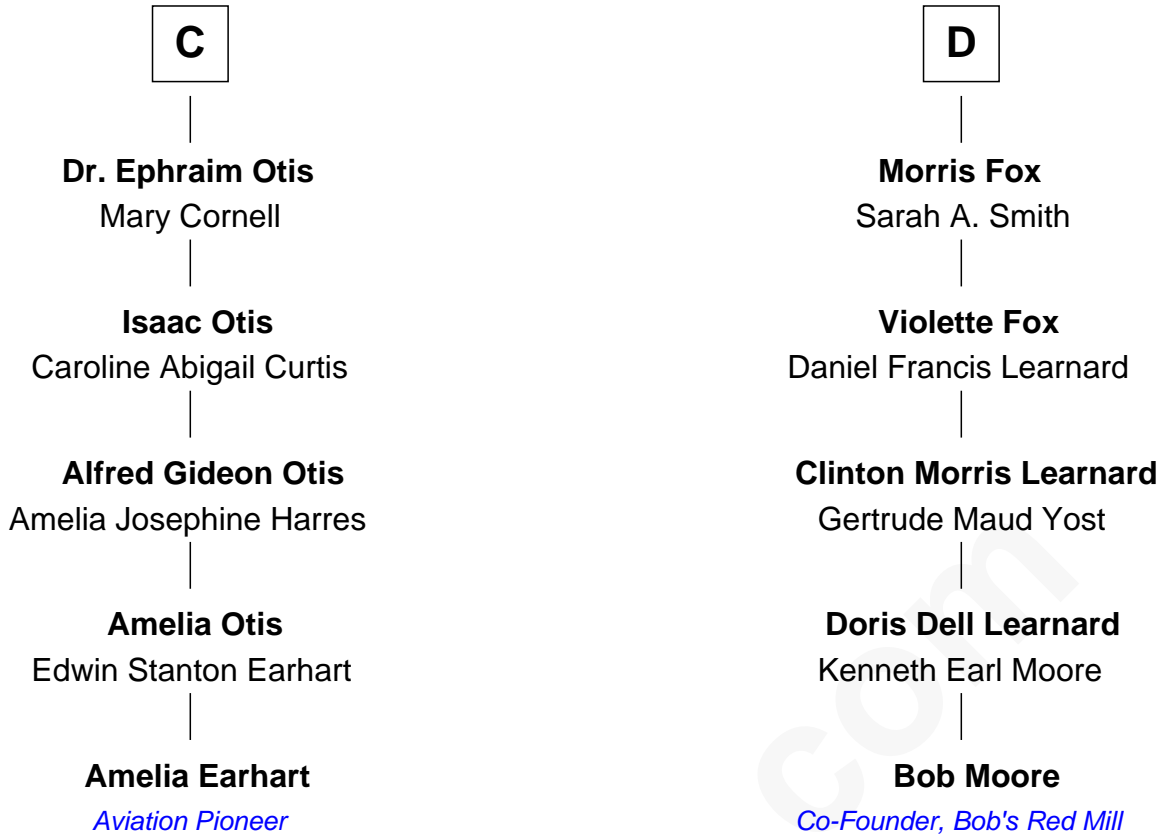 C
Dr. Ephraim Otis
Mary Cornell
Isaac Otis
Caroline Abigail Curtis
Alfred Gideon Otis
Amelia Josephine Harres
Amelia Otis
Edwin Stanton Earhart
Amelia Earhart
Aviation Pioneer
D
Morris Fox
Sarah A. Smith
Violette Fox
Daniel Francis Learnard
Clinton Morris Learnard
Gertrude Maud Yost
Doris Dell Learnard
Kenneth Earl Moore
Bob Moore
Co-Founder, Bob's Red Mill
com